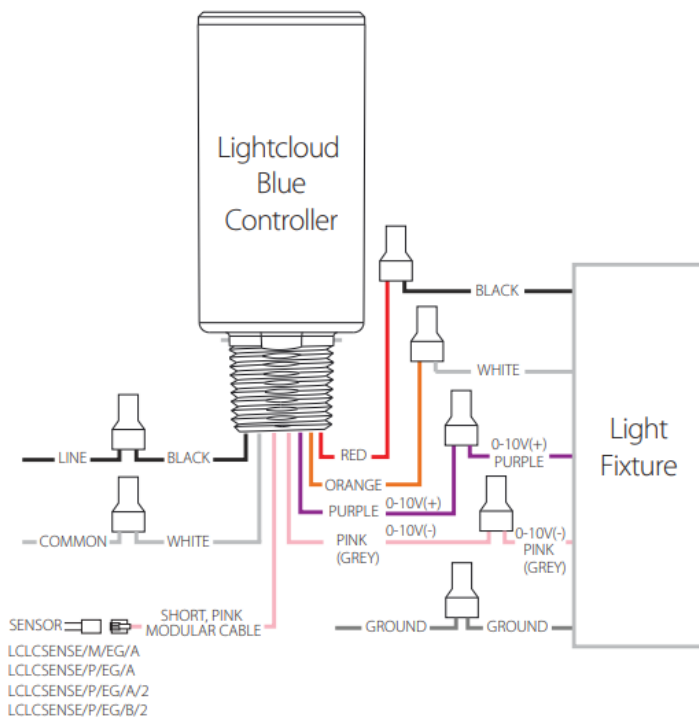 Lightcloud
Blue
Controller
BLACK
WHITE
0-10V(+)
PURPLE
Light
Fixture
LINE
BLACK
RED
ORANGE
PURPLE
0-10V(+)
COMMON
WHITE
PINK
(GREY)
0-10V(-)
0-10V(-)
PINK
(GREY)
SENSOR
SHORT, PINK
MODULAR CABLE
GROUND
GROUND
LCLCSENSE/M/EG/A
LCLCSENSE/P/EG/A
LCLCSENSE/P/EG/A/2
LCLCSENSE/P/EG/B/2